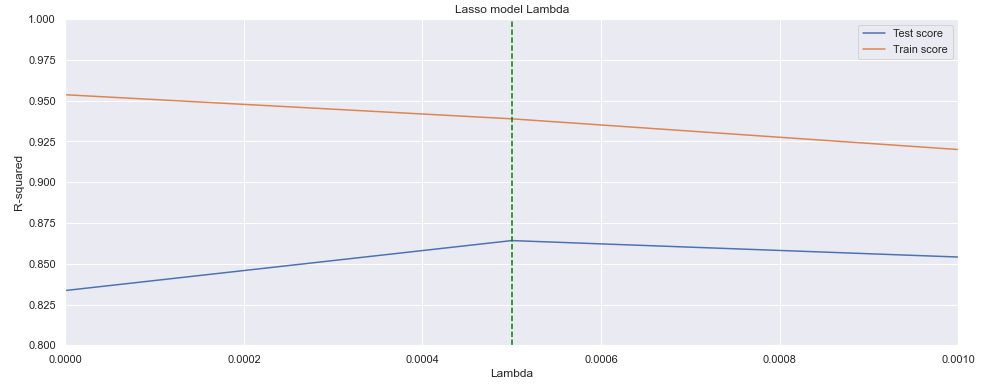 Lasso model Lambda
Test score
Train score
R-squared
1.000
0.975
0.950
0.925
0.900
0.875
0.850
0.825
0.800
0.0000 0.0002 0.0004 0.0006 0.0008 0.0010
Lambda